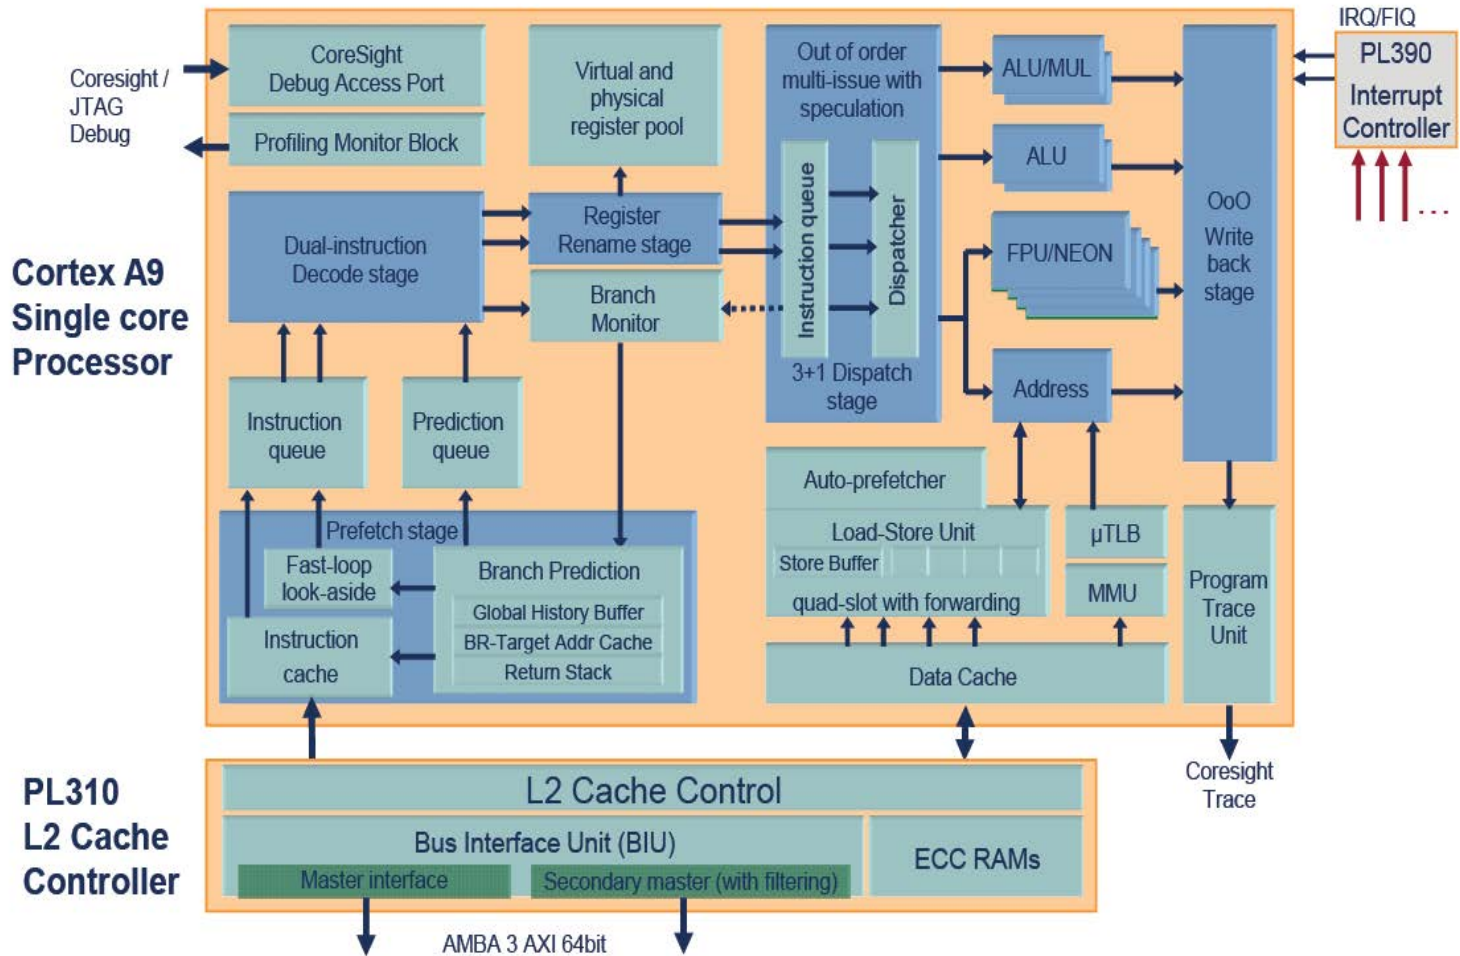 IRQ/FIQ
PL390
Interrupt
Controller
...
CoreSight
Debug Access Port
Coresight /
JTAG
Debug
Profiling Monitor Block
Virtual and
physical
register pool
Out of order
multi-issue with
speculation
Instruction queue
Dispatcher
3+1 Dispatch
stage
ALU/MUL
ALU
FPU/NEON
Address
OoO
Write
back
stage
Cortex A9
Single core
Processor
Dual-instruction
Decode stage
Register
Rename stage
Branch
Monitor
Instruction
queue
Prediction
queue
Prefetch stage
Fast-loop
look-aside
Instruction
cache
Branch Prediction
Global History Buffer
BR-Target Addr Cache
Return Stack
Auto-prefetcher
Load-Store Unit
Store Buffer
quad-slot with forwarding
µTLB
MMU
Data Cache
Program
Trace
Unit
Coresight
Trace
PL310
L2 Cache
Controller
L2 Cache Control
Bus Interface Unit (BIU)
Master interface
Secondary master (with filtering)
ECC RAMs
AMBA 3 AXI 64bit